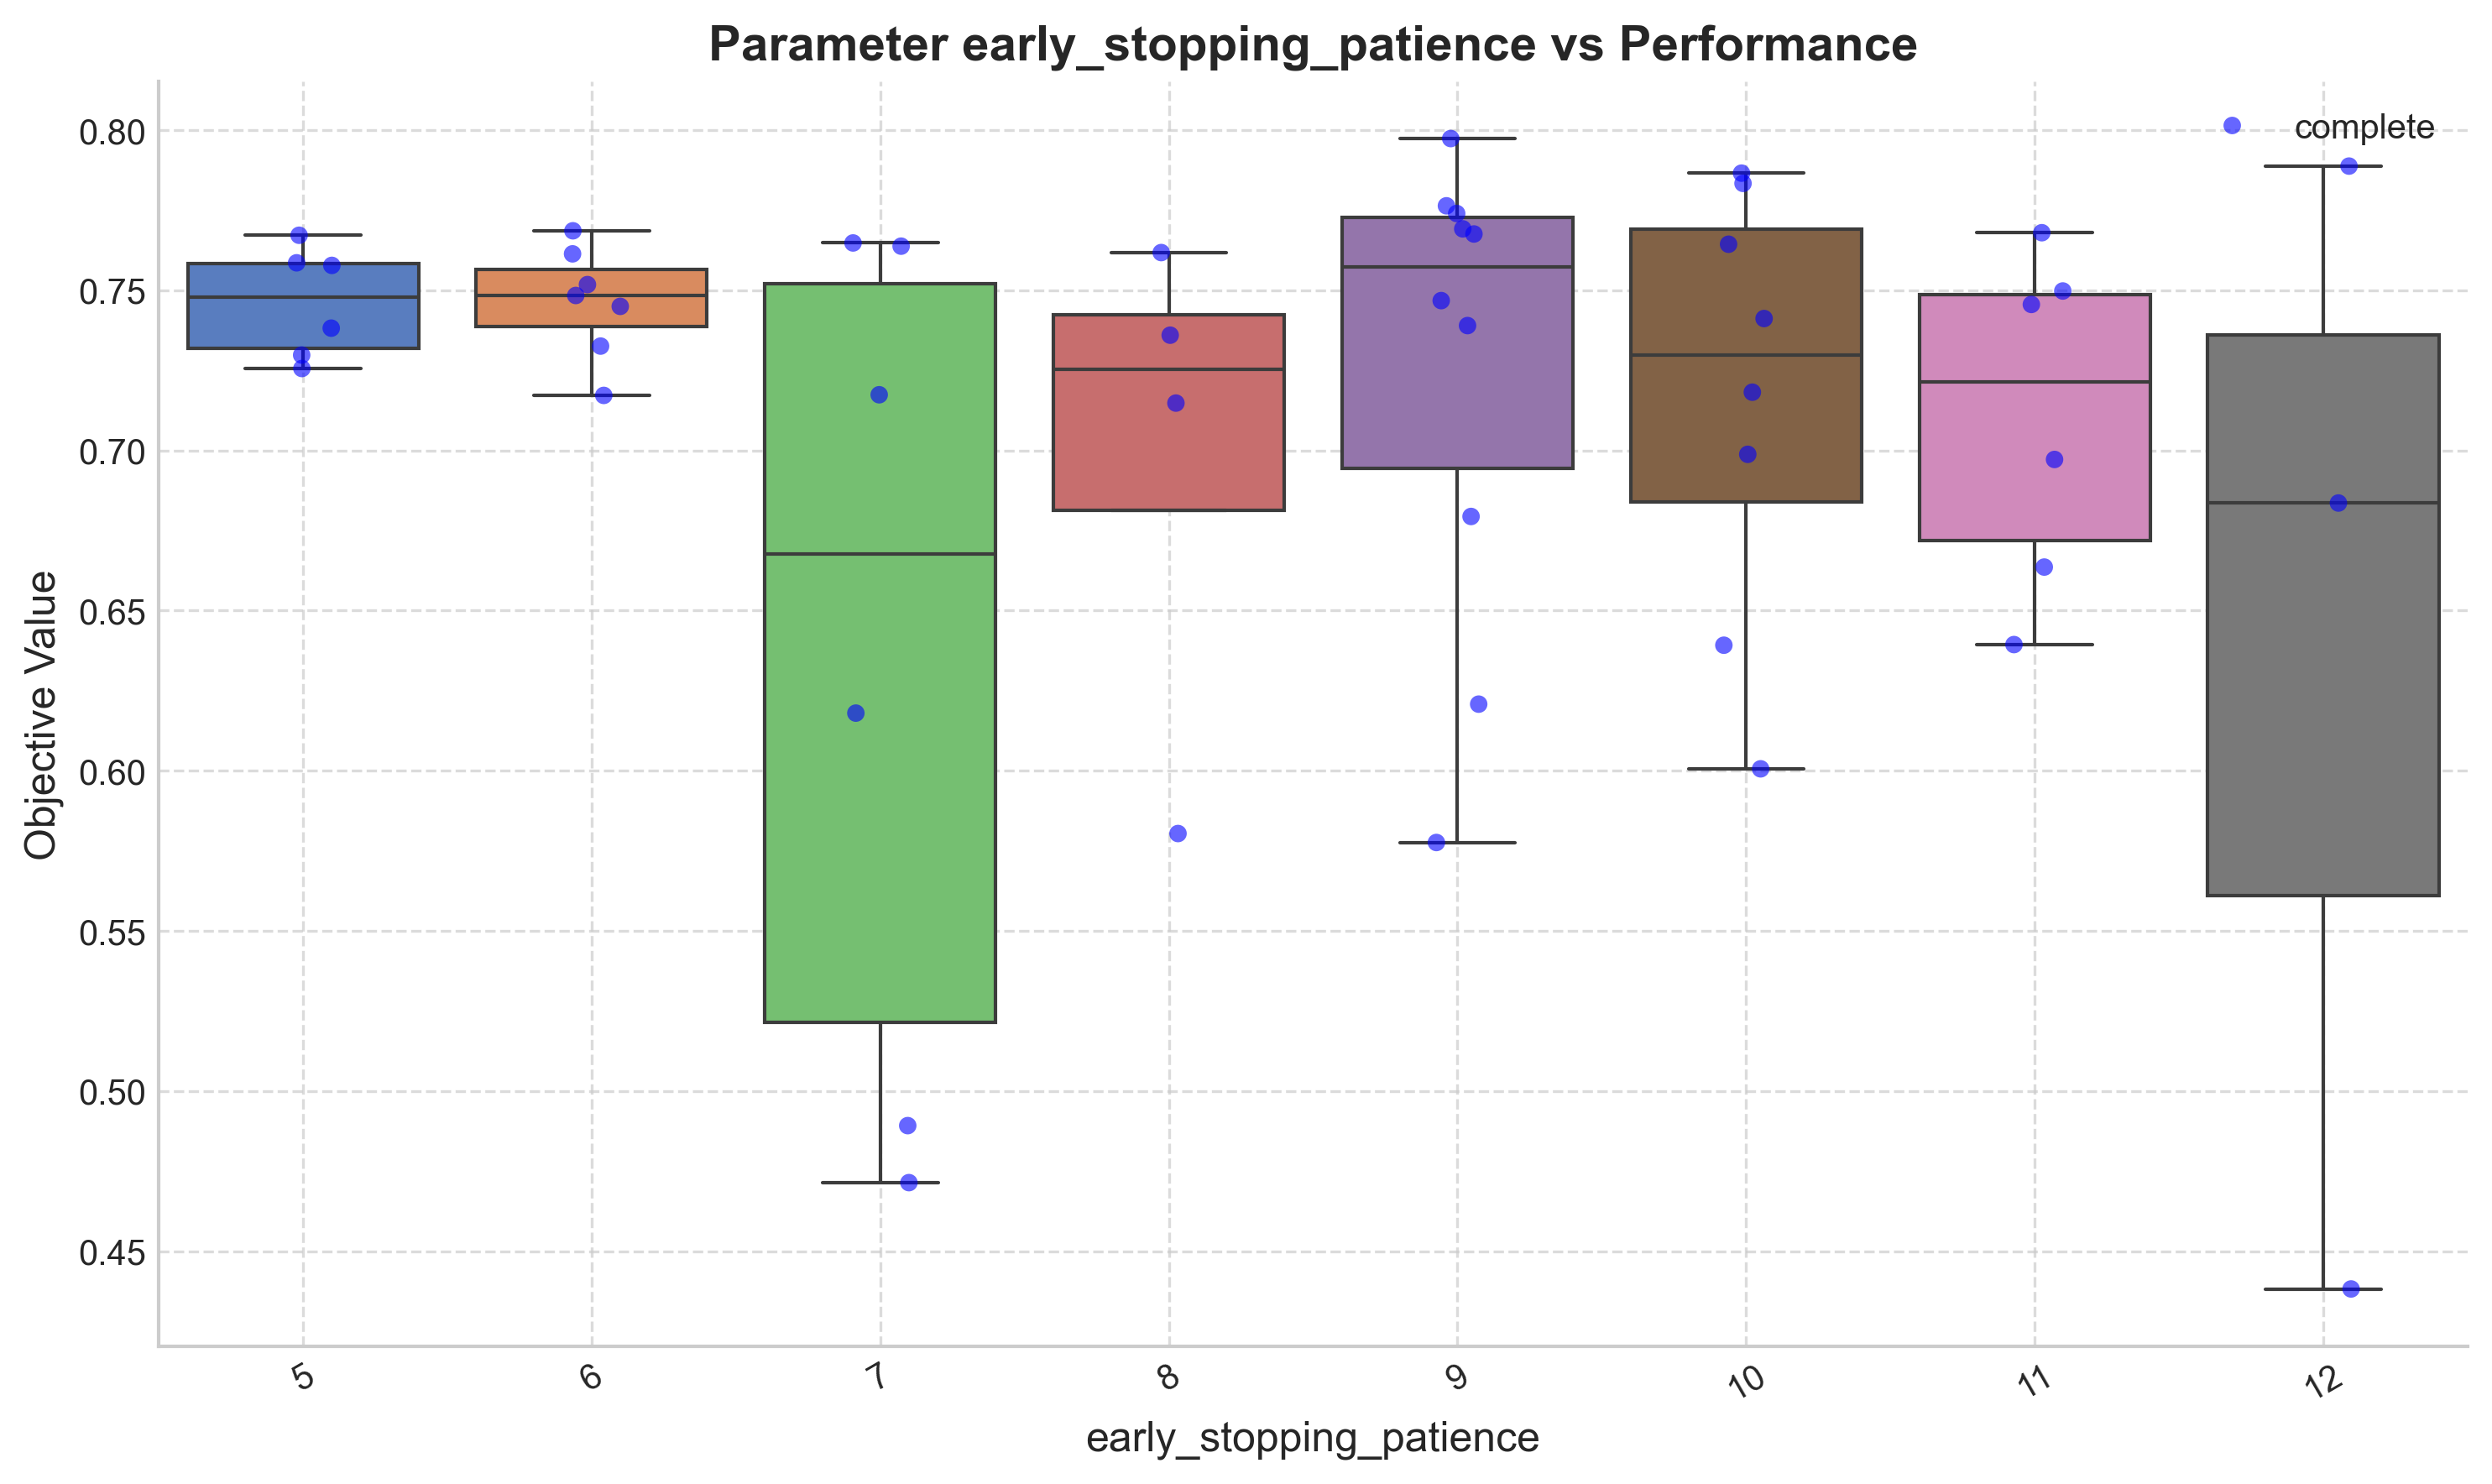 Parameter early_stopping_patience vs Performance
complete
Objective Value
0.80
0.75
0.70
0.65
0.60
0.55
0.50
0.45
5 6 7 8 9 10 11 12
early_stopping_patience